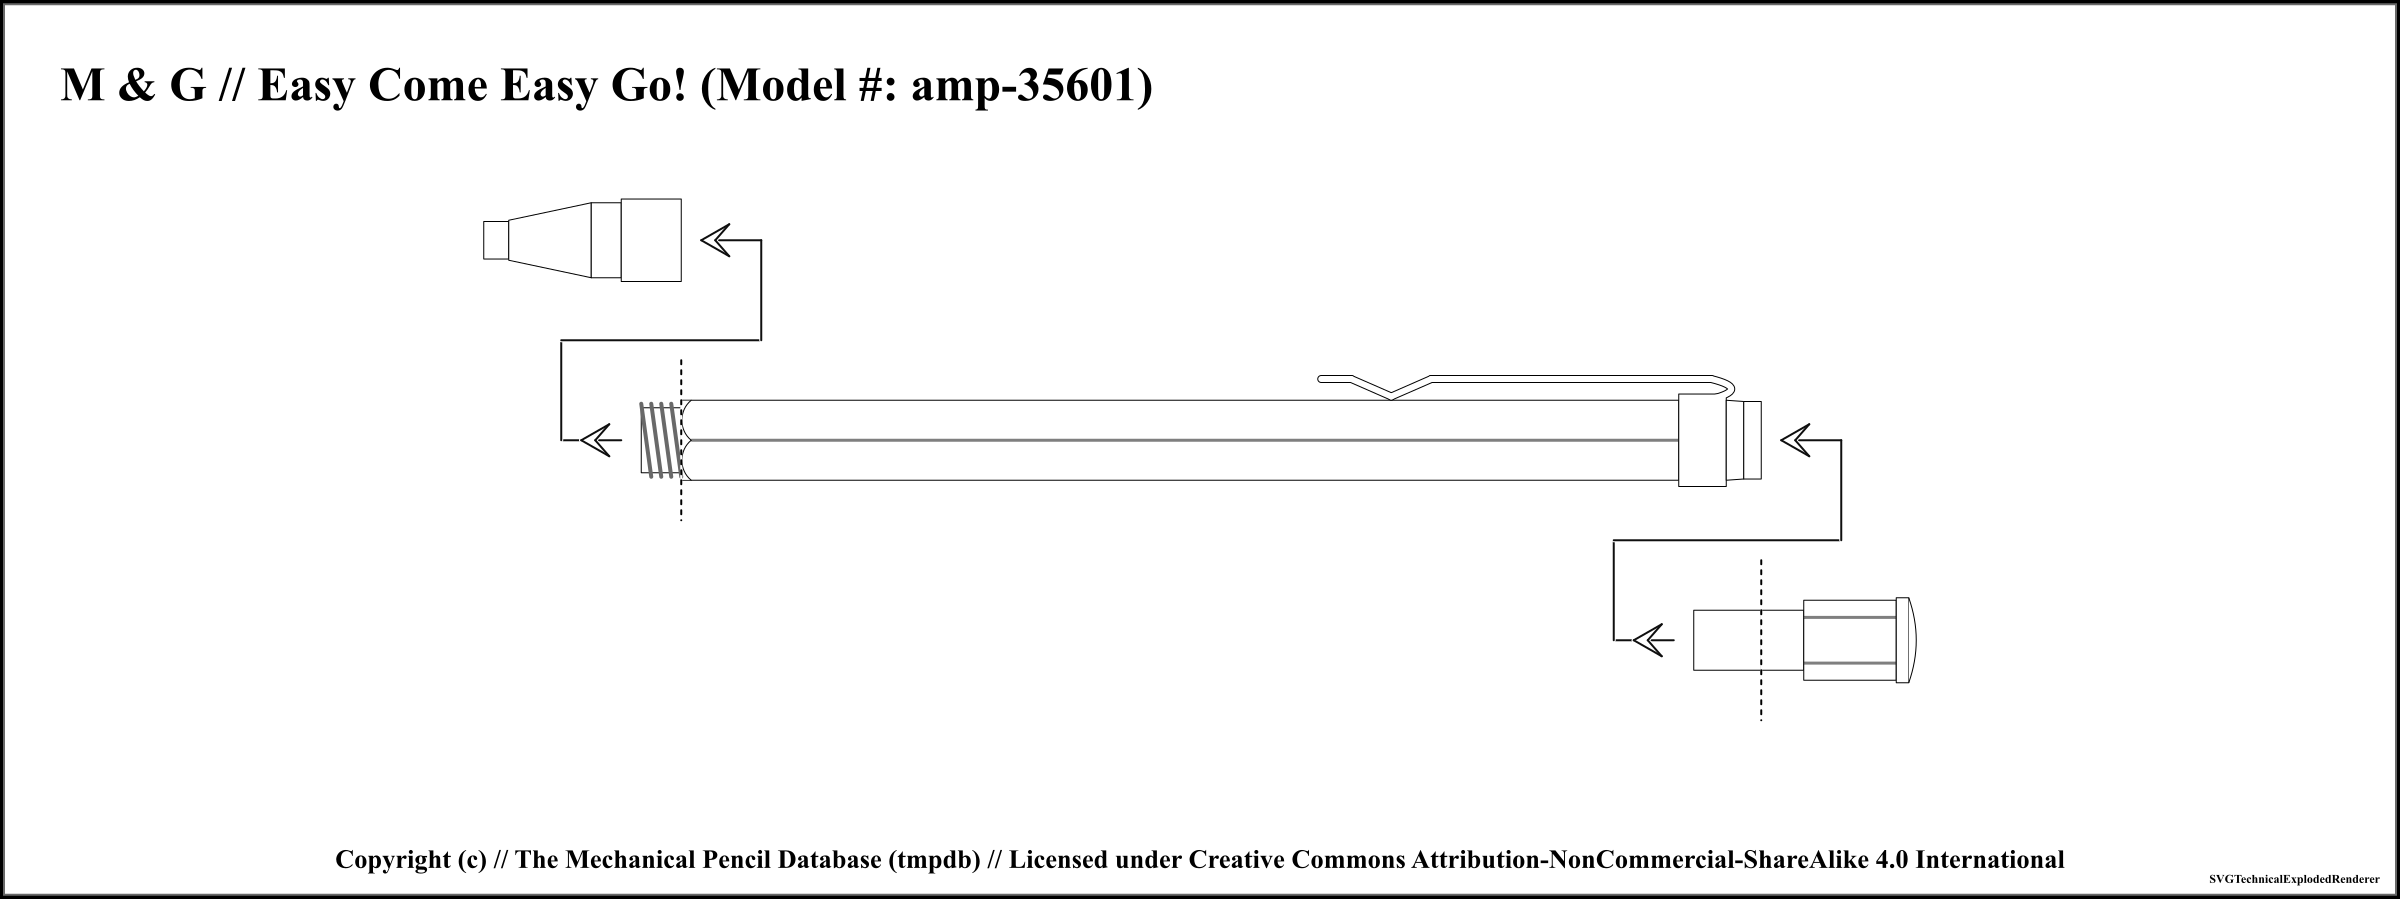 M & G // Easy Come Easy Go! (Model #: amp-35601)
Copyright (c) // The Mechanical Pencil Database (tmpdb) // Licensed under Creative Commons Attribution-NonCommercial-ShareAlike 4.0 International
SVGTechnicalExplodedRenderer